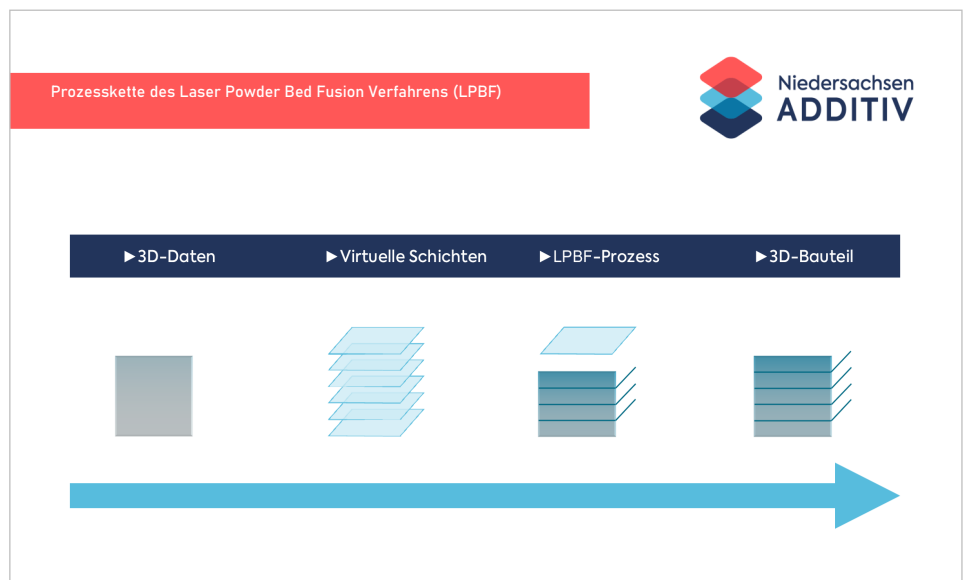 Prozesskette des Laser Powder Bed Fusion Verfahrens (LPBF)
Niedersachsen
ADDITIV
►3D-Daten ►Virtuelle Schichten ►LPBF-Prozess ►3D-Bauteil